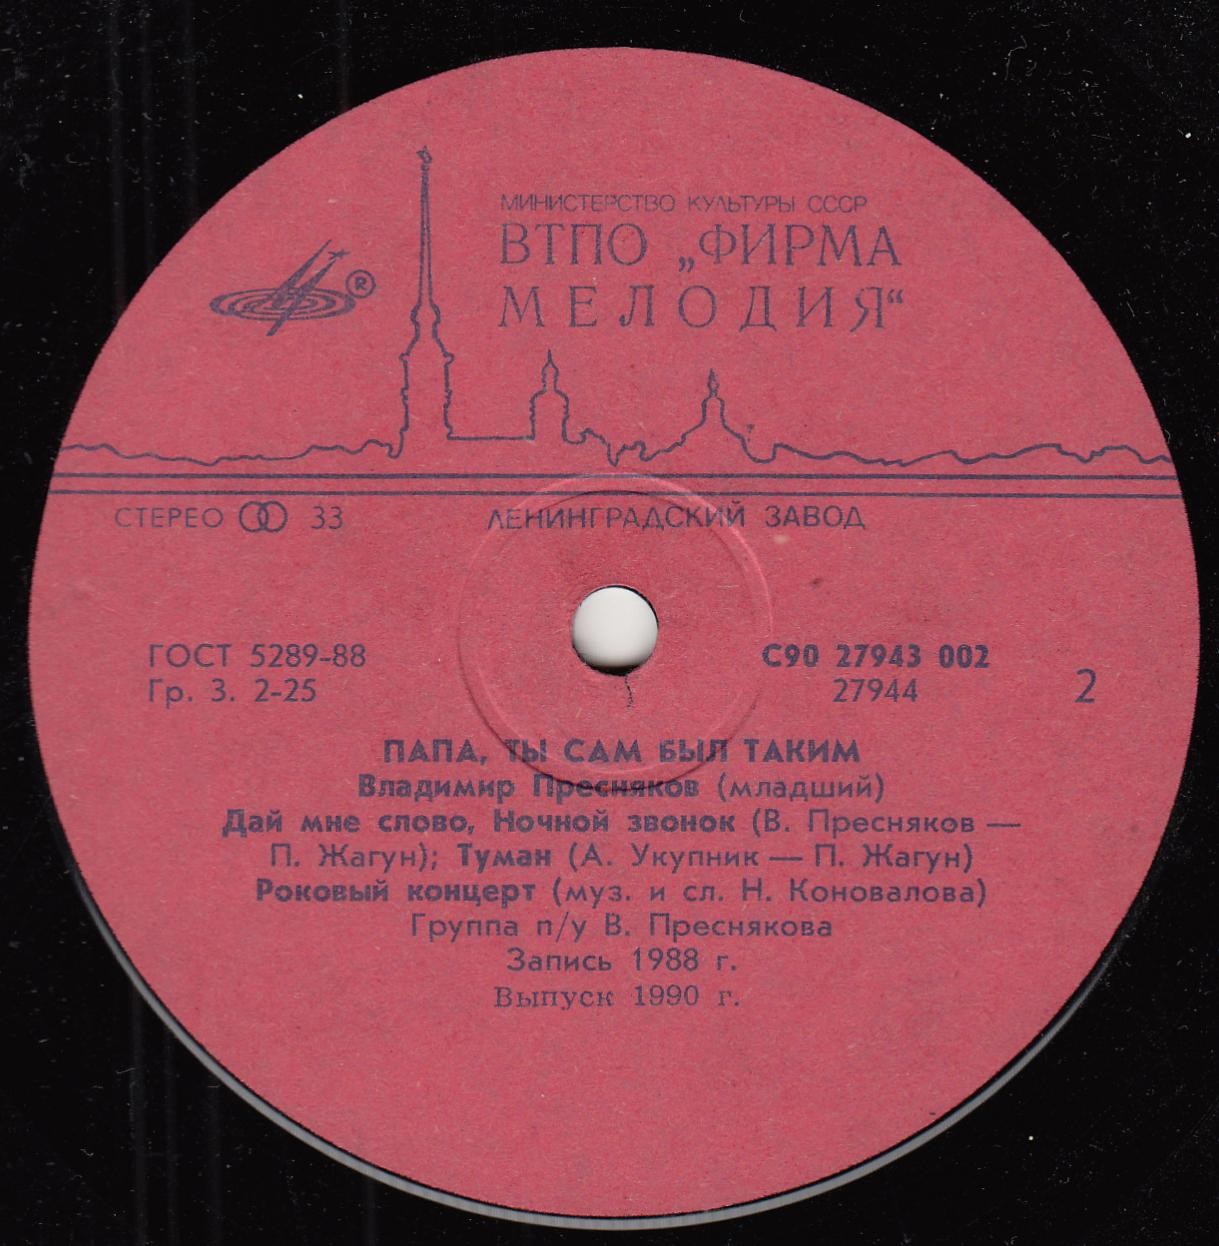 МИНИСТЕРСТВО КУЛЬТУРЫ СССР
ВТПО „ФИРМА
МЕЛОДИЯ“
®
СТЕРЕО 33
ЛЕНИНГРАДСКИЙ ЗАВОД
ГОСТ 5289-88
Гр. 3. 2-25
С90 27943 002
27944
2
ПАПА, ТЫ САМ БЫЛ ТАКИМ
Владимир Пресняков (младший)
Дай мне слово, Ночной звонок (В. Пресняков —
П. Жагун); Туман (А. Укупник — П. Жагун)
Роковый концерт (муз. и сл. Н. Коновалова)
Группа п/у В. Преснякова
Запись 1988 г.
Выпуск 1990 г.